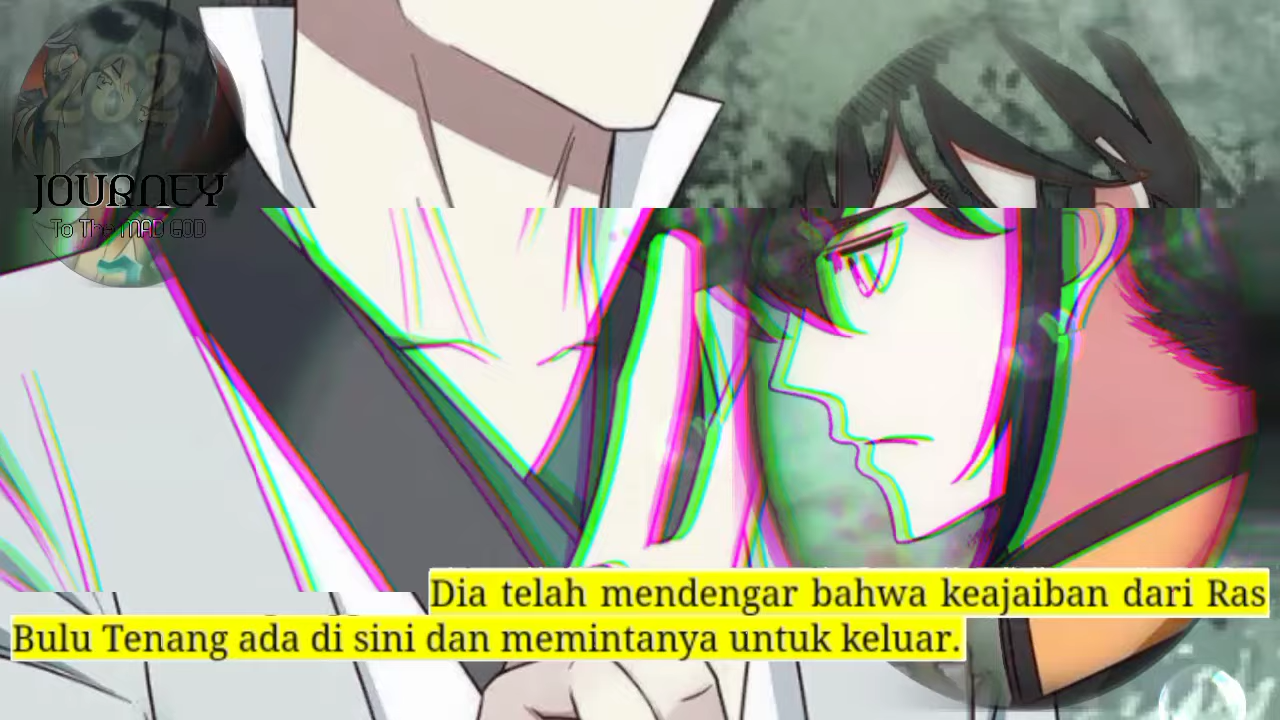 282
JOURNEY
To The MAD GOD
Dia telah mendengar bahwa keajaiban dari Ras
Bulu Tenang ada di sini dan memintanya untuk keluar.